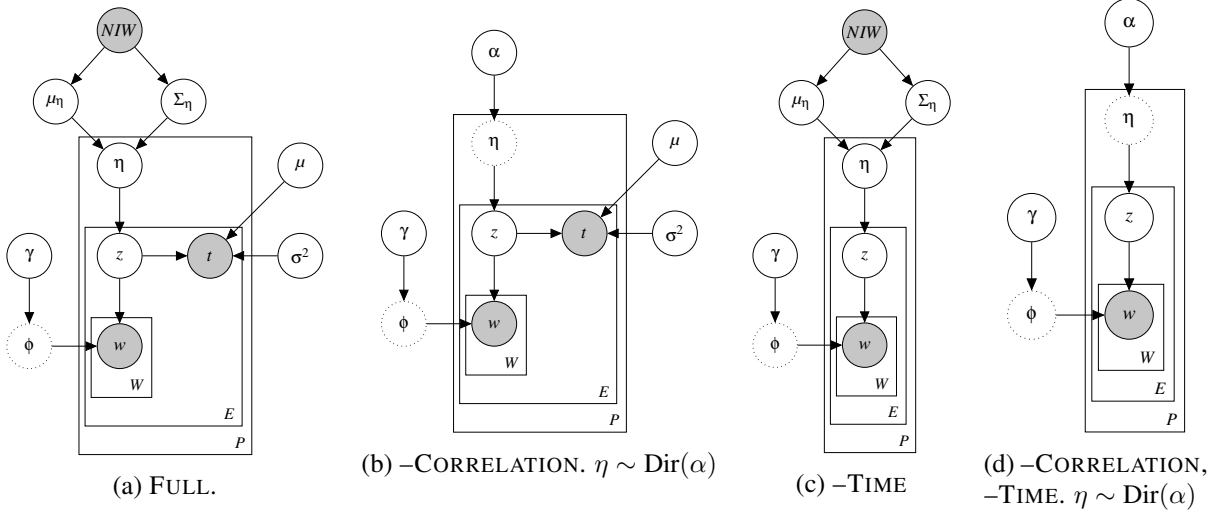 NIW
μη
Ση
η
μ
γ
z
t
σ²
ϕ
w
W
E
P
(a) FULL.
α
η
μ
γ
z
t
σ²
ϕ
w
W
E
P
(b) –CORRELATION. η ∼ Dir(α)
NIW
μη
Ση
η
γ
z
ϕ
w
W
E
P
(c) –TIME
α
η
γ
z
ϕ
w
W
E
P
(d) –CORRELATION,
–TIME. η ∼ Dir(α)